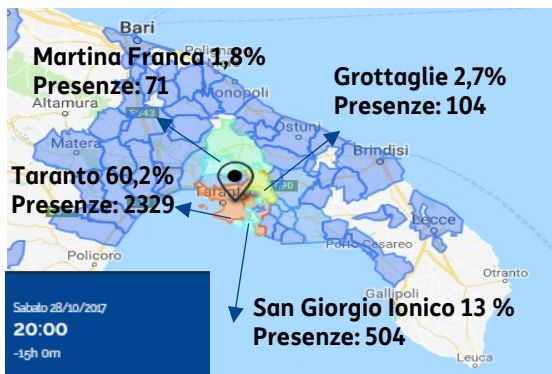 Bari
Martina Franca 1,8%
Presenze: 71
Grottaglie 2,7%
Presenze: 104
Monopoli
Altamura
Ostuni
Matera
Brindisi
Taranto 60,2%
Presenze: 2329
Lecce
Porto Cesareo
Policoro
Otranto
Gallipoli
San Giorgio Ionico 13 %
Presenze: 504
Leuca
Sabato 28/10/2017
20:00
-15h 0m